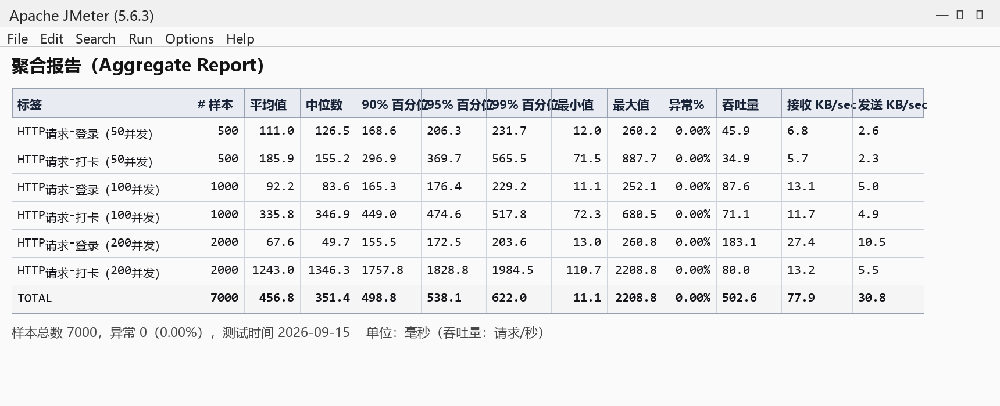 Apache JMeter (5.6.3)
File Edit Search Run Options Help
聚合报告（Aggregate Report）
标签 # 样本 平均值 中位数 90% 百分位 95% 百分位 99% 百分位 最小值 最大值 异常% 吞吐量 接收 KB/sec 发送 KB/sec
HTTP请求-登录（50并发） 500 111.0 126.5 168.6 206.3 231.7 12.0 260.2 0.00% 45.9 6.8 2.6
HTTP请求-打卡（50并发） 500 185.9 155.2 296.9 369.7 565.5 71.5 887.7 0.00% 34.9 5.7 2.3
HTTP请求-登录（100并发） 1000 92.2 83.6 165.3 176.4 229.2 11.1 252.1 0.00% 87.6 13.1 5.0
HTTP请求-打卡（100并发） 1000 335.8 346.9 449.0 474.6 517.8 72.3 680.5 0.00% 71.1 11.7 4.9
HTTP请求-登录（200并发） 2000 67.6 49.7 155.5 172.5 203.6 13.0 260.8 0.00% 183.1 27.4 10.5
HTTP请求-打卡（200并发） 2000 1243.0 1346.3 1757.8 1828.8 1984.5 110.7 2208.8 0.00% 80.0 13.2 5.5
TOTAL 7000 456.8 351.4 498.8 538.1 622.0 11.1 2208.8 0.00% 502.6 77.9 30.8
样本总数 7000，异常 0（0.00%），测试时间 2026-09-15 单位：毫秒（吞吐量：请求/秒）